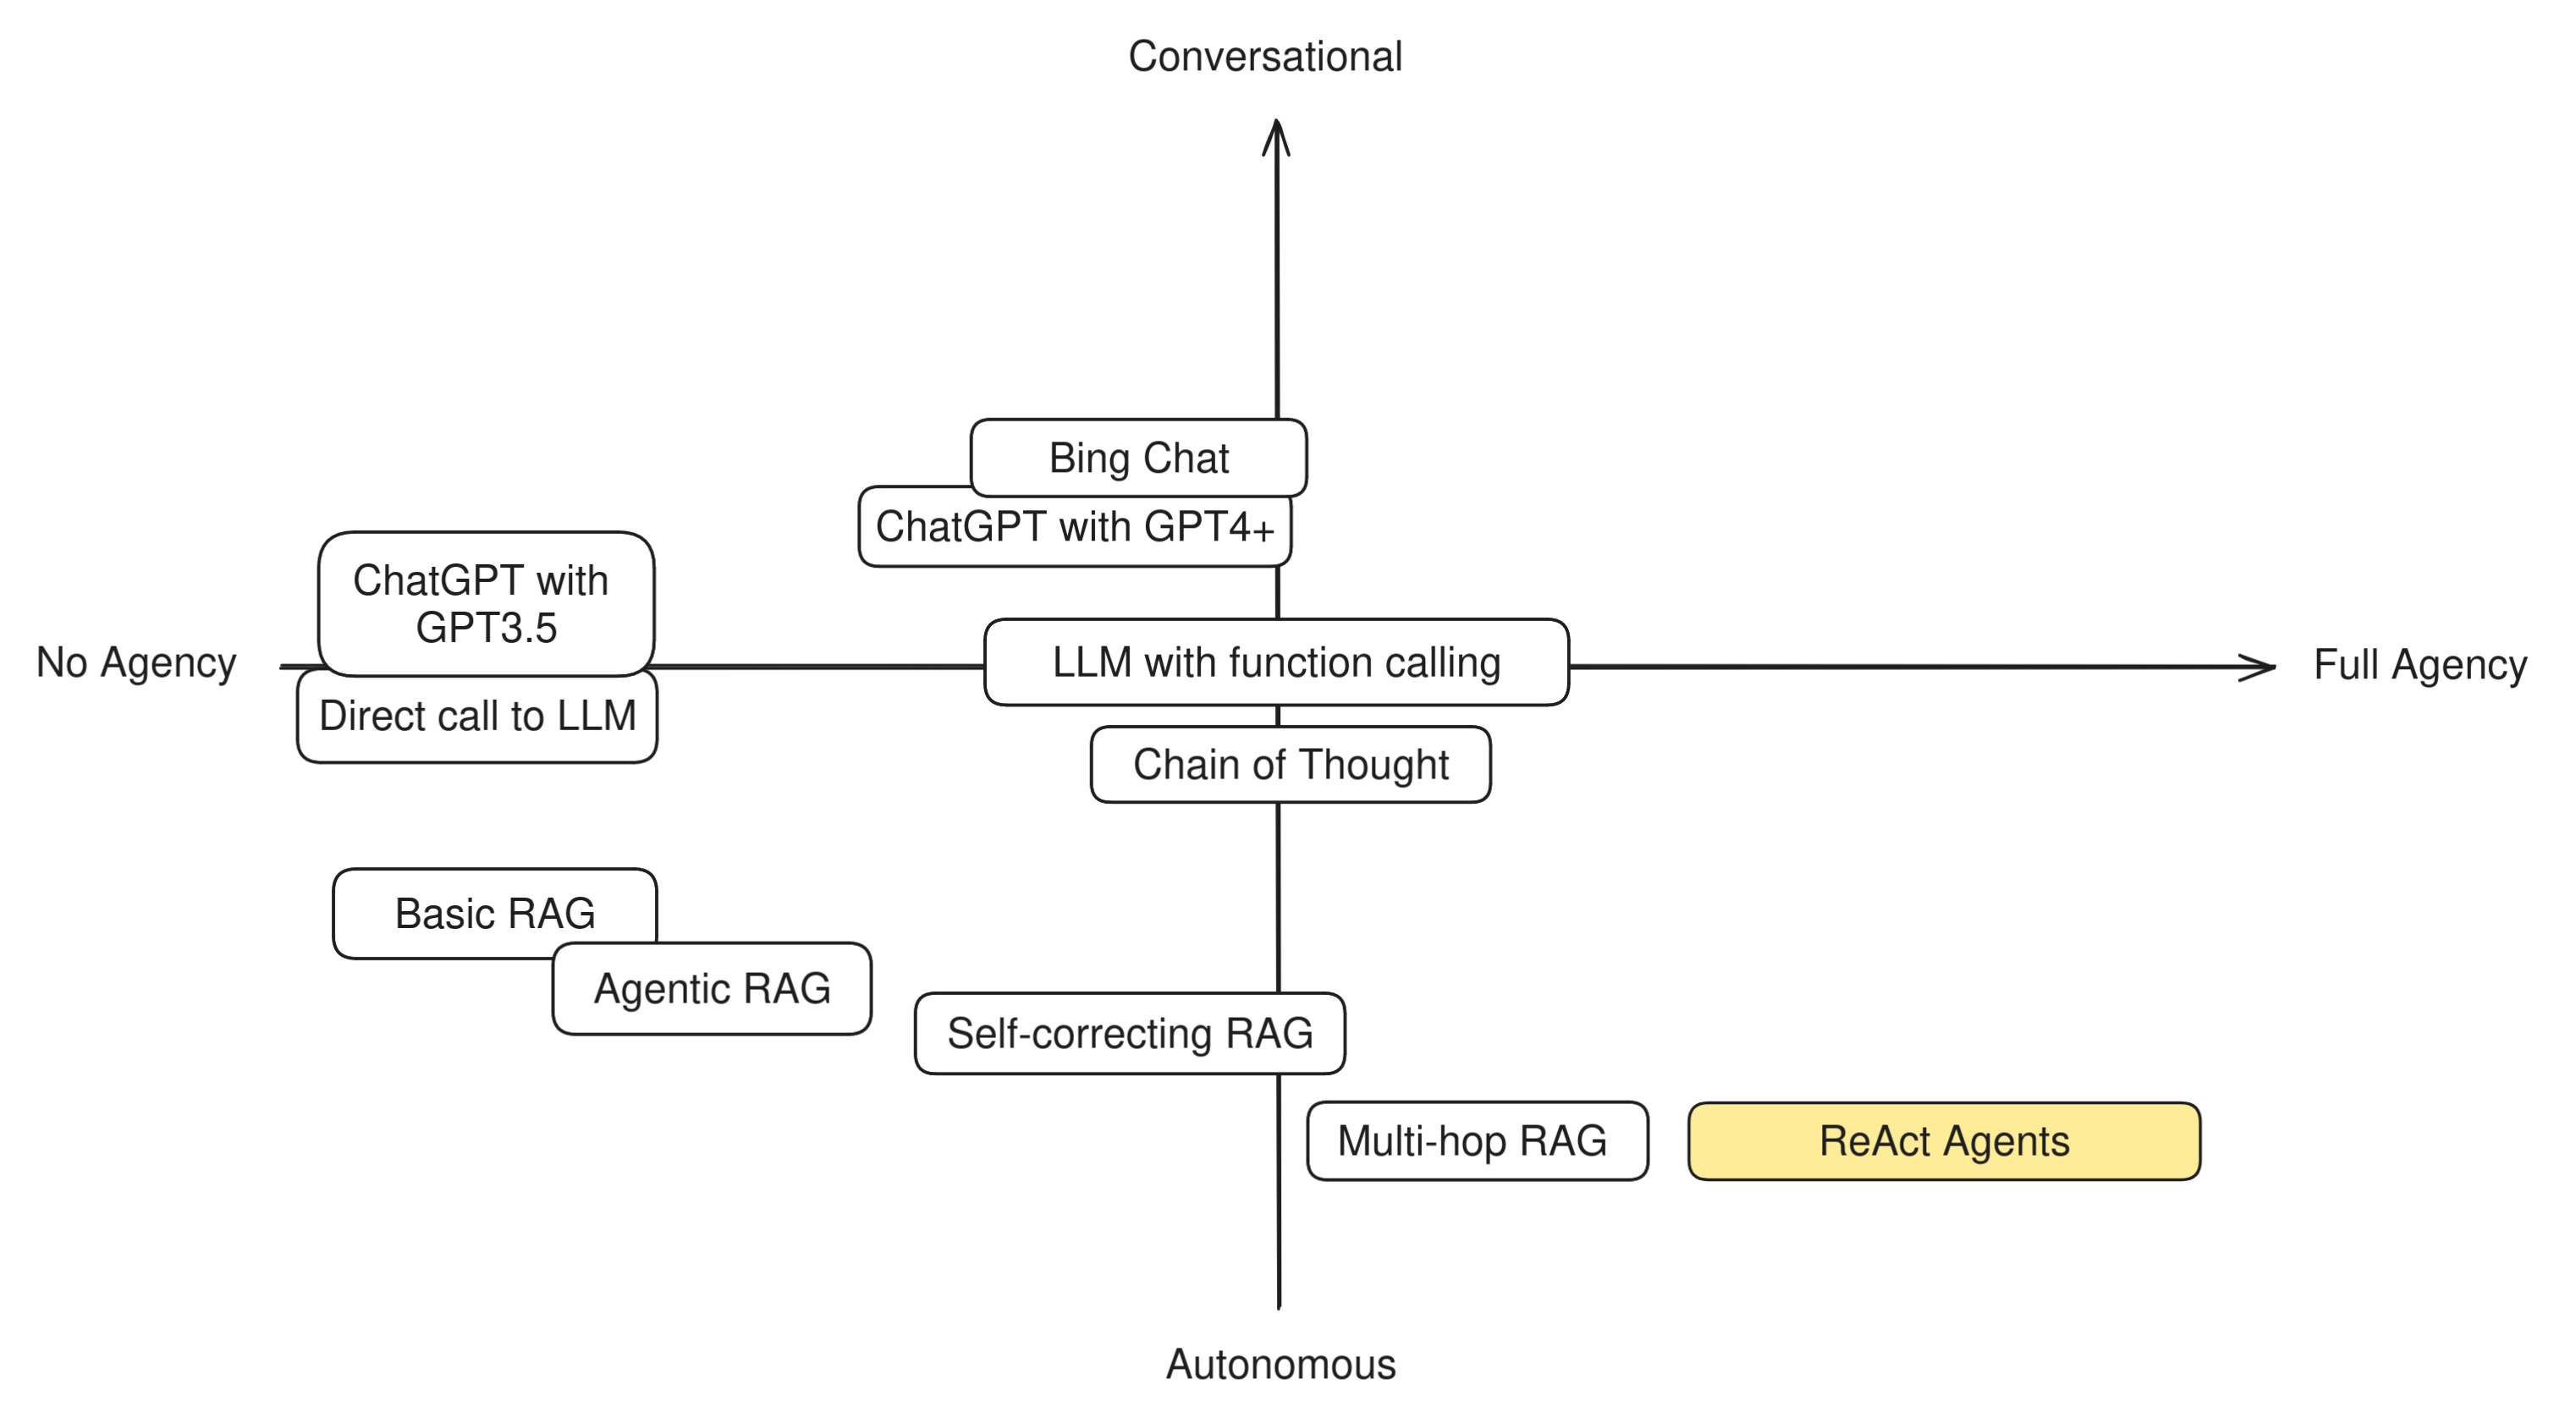 Conversational
Bing Chat
ChatGPT with GPT4+
ChatGPT with
GPT3.5
No Agency
LLM with function calling
Full Agency
Direct call to LLM
Chain of Thought
Basic RAG
Agentic RAG
Self-correcting RAG
Multi-hop RAG
ReAct Agents
Autonomous